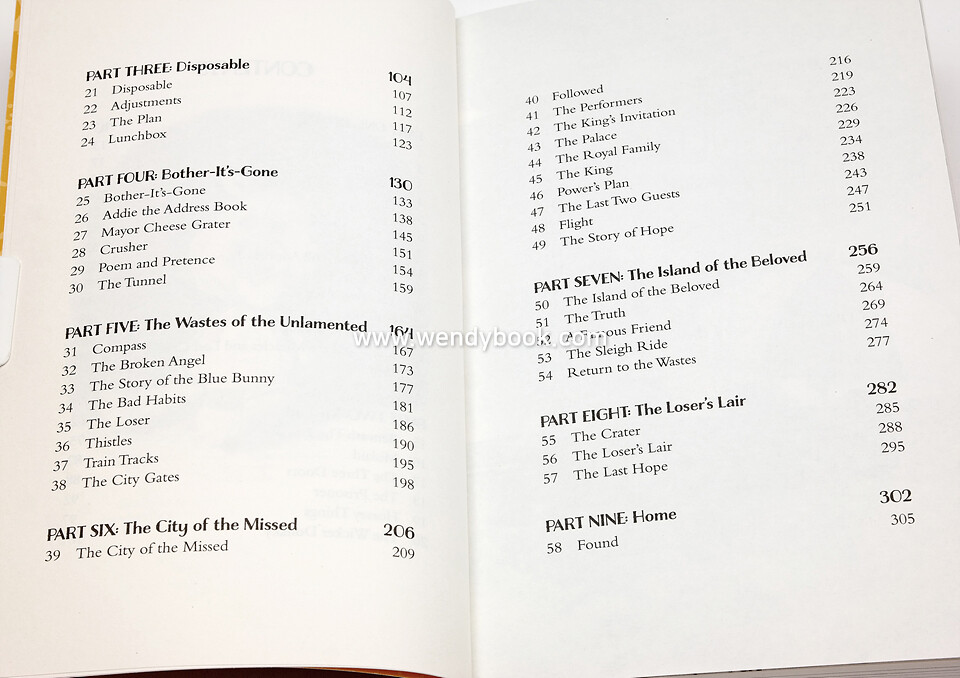 PART THREE: Disposable 104
21 Disposable 107
22 Adjustments 112
23 The Plan 117
24 Lunchbox 123
PART FOUR: Bother-It's-Gone 130
25 Bother-It's-Gone 133
26 Addie the Address Book 138
27 Mayor Cheese Grater 145
28 Crusher 151
29 Poem and Pretence 154
30 The Tunnel 159
PART FIVE: The Wastes of the Unlamented 164
31 Compass 167
32 The Broken Angel 173
33 The Story of the Blue Bunny 177
34 The Bad Habits 181
35 The Loser 186
36 Thistles 190
37 Train Tracks 195
38 The City Gates 198
PART SIX: The City of the Missed 206
39 The City of the Missed 209
40 Followed 216
41 The Performers 219
42 The King's Invitation 223
43 The Palace 226
44 The Royal Family 229
45 The King 234
46 Power's Plan 238
47 The Last Two Guests 243
48 Flight 247
49 The Story of Hope 251
PART SEVEN: The Island of the Beloved 256
50 The Island of the Beloved 259
51 The Truth 264
52 A Famous Friend 269
53 The Sleigh Ride 274
54 Return to the Wastes 277
PART EIGHT: The Loser's Lair 282
55 The Crater 285
56 The Loser's Lair 288
57 The Last Hope 295
PART NINE: Home 302
58 Found 305
www.wendybook.com